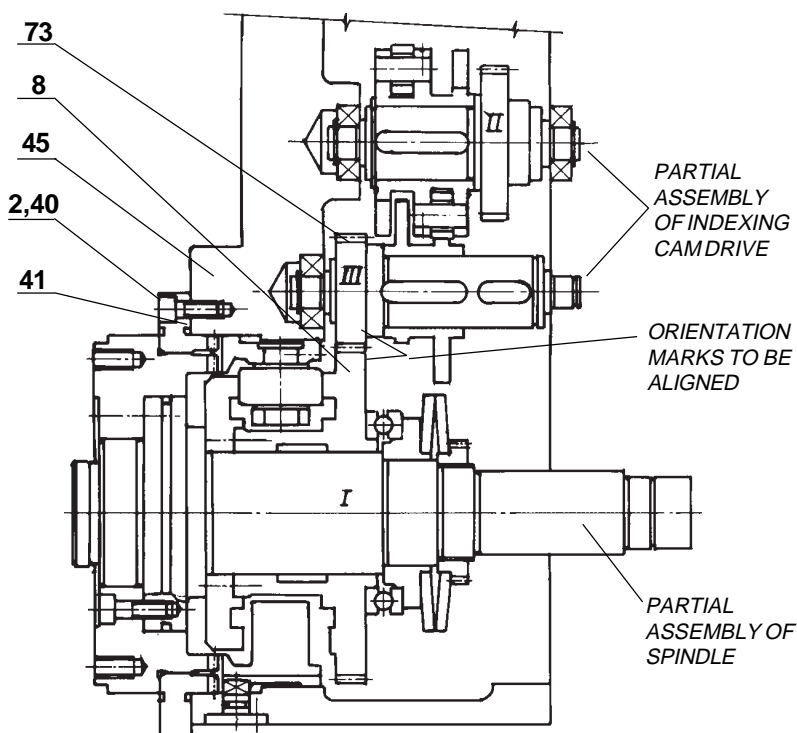 73
8
45
2,40
41
II
III
I
PARTIAL
ASSEMBLY
OF INDEXING
CAM DRIVE
ORIENTATION
MARKS TO BE
ALIGNED
PARTIAL
ASSEMBLY OF
SPINDLE